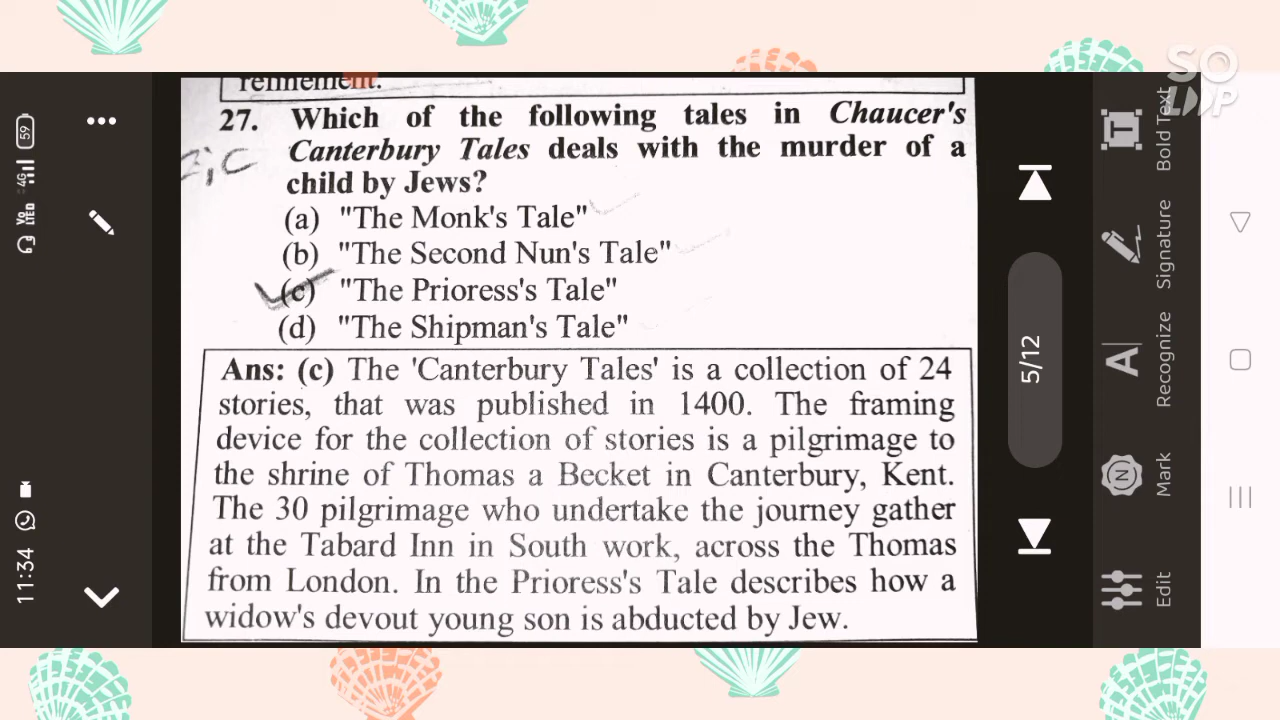 refinement.
27. Which of the following tales in Chaucer's
Canterbury Tales deals with the murder of a
child by Jews?
(a) "The Monk's Tale"
(b) "The Second Nun's Tale"
(c) "The Prioress's Tale"
(d) "The Shipman's Tale"
Ans: (c) The 'Canterbury Tales' is a collection of 24
stories, that was published in 1400. The framing
device for the collection of stories is a pilgrimage to
the shrine of Thomas a Becket in Canterbury, Kent.
The 30 pilgrimage who undertake the journey gather
at the Tabard Inn in South work, across the Thomas
from London. In the Prioress's Tale describes how a
widow's devout young son is abducted by Jew.
5/12
Bold Text
Signature
Recognize
Mark
Edit
11:34
59
4G
Vo
LTE
T
A
N